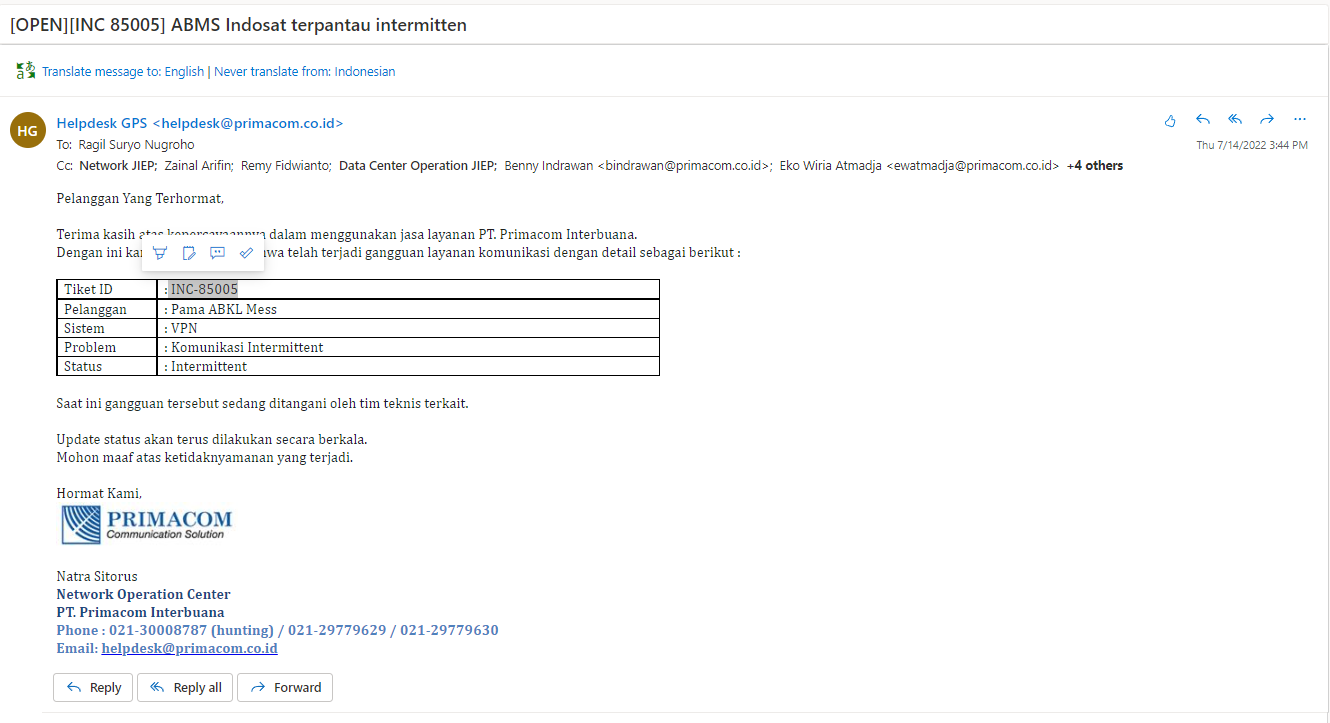 [OPEN][INC 85005] ABMS Indosat terpantau intermitten
Translate message to: English | Never translate from: Indonesian
HG
Helpdesk GPS <helpdesk@primacom.co.id>
To: Ragil Suryo Nugroho
Thu 7/14/2022 3:44 PM
Cc: Network JIEP; Zainal Arifin; Remy Fidwianto; Data Center Operation JIEP; Benny Indrawan <bindrawan@primacom.co.id>; Eko Wiria Atmadja <ewatmadja@primacom.co.id> +4 others
Pelanggan Yang Terhormat,
Terima kasih atas kepercayaannya dalam menggunakan jasa layanan PT. Primacom Interbuana.
Dengan ini telah terjadi gangguan layanan komunikasi dengan detail sebagai berikut :
Tiket ID : INC-85005
Pelanggan : Pama ABKL Mess
Sistem : VPN
Problem : Komunikasi Intermittent
Status : Intermittent
Saat ini gangguan tersebut sedang ditangani oleh tim teknis terkait.
Update status akan terus dilakukan secara berkala.
Mohon maaf atas ketidaknyamanan yang terjadi.
Hormat Kami,
PRIMACOM
Communication Solution
Natra Sitorus
Network Operation Center
PT. Primacom Interbuana
Phone : 021-30008787 (hunting) / 021-29779629 / 021-29779630
Email: helpdesk@primacom.co.id
Reply Reply all Forward